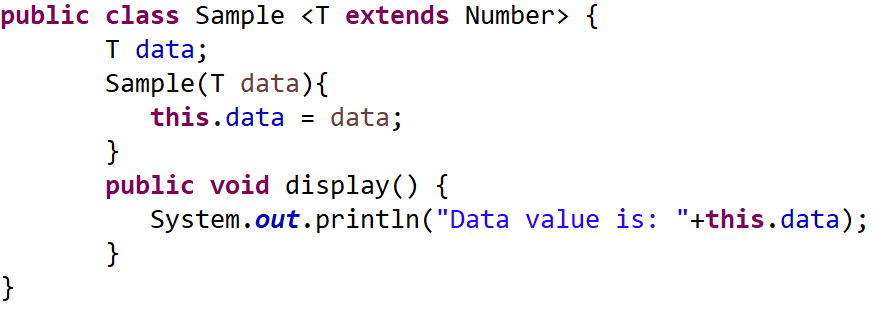 public class Sample <T extends Number> {
T data;
Sample(T data){
this.data = data;
}
public void display() {
System.out.println("Data value is: "+this.data);
}
}